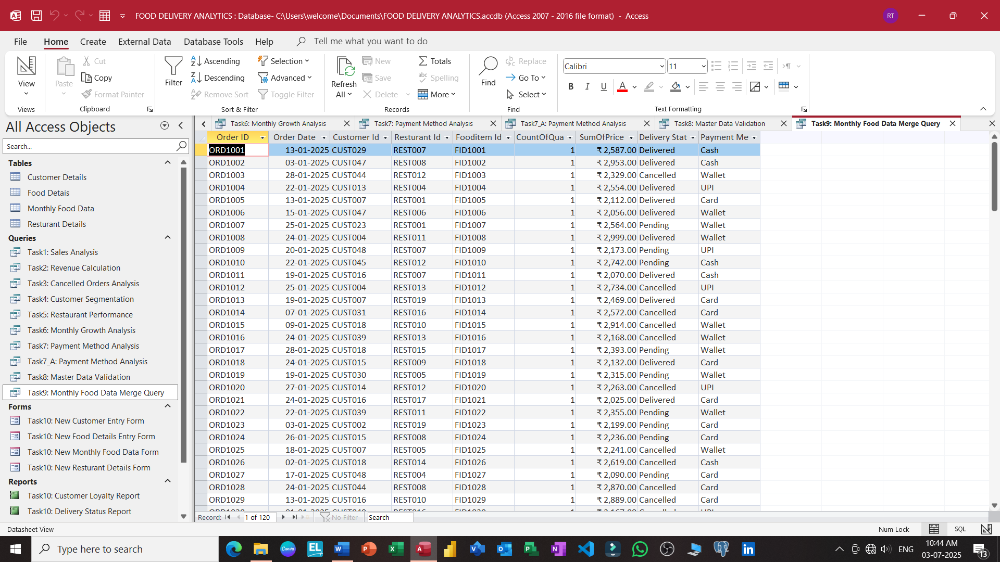 FOOD DELIVERY ANALYTICS : Database- C:\Users\welcome\Documents\FOOD DELIVERY ANALYTICS.accdb (Access 2007 - 2016 file format) - Access
RT
File Home Create External Data Database Tools Help Tell me what you want to do
View
Views
Paste
Cut
Copy
Format Painter
Clipboard
Filter
Ascending
Descending
Remove Sort
Selection
Advanced
Toggle Filter
Sort & Filter
Refresh All
New
Save
Delete
Totals
Spelling
More
Records
Find
Replace
Go To
Select
Find
Calibri 11
B I U A
Text Formatting
All Access Objects
Search...
Tables
Customer Details
Food Detais
Monthly Food Data
Resturant Details
Queries
Task1: Sales Analysis
Task2: Revenue Calculation
Task3: Cancelled Orders Analysis
Task4: Customer Segmentation
Task5: Restaurant Performance
Task6: Monthly Growth Analysis
Task7: Payment Method Analysis
Task7_A: Payment Method Analysis
Task8: Master Data Validation
Task9: Monthly Food Data Merge Query
Forms
Task10: New Customer Entry Form
Task10: New Food Details Entry Form
Task10: New Monthly Food Data Form
Task10: New Resturant Details Form
Reports
Task10: Customer Loyalty Report
Task10: Delivery Status Report
Task6: Monthly Growth Analysis Task7: Payment Method Analysis Task7_A: Payment Method Analysis Task8: Master Data Validation Task9: Monthly Food Data Merge Query
Order ID Order Date Customer Id Resturant Id Fooditem Id CountOfQua SumOfPrice Delivery Stat Payment Me
ORD1001 13-01-2025 CUST029 REST007 FID1001 1 ₹ 2,587.00 Delivered Cash
ORD1002 03-01-2025 CUST047 REST008 FID1002 1 ₹ 2,953.00 Delivered Cash
ORD1003 28-01-2025 CUST044 REST012 FID1003 1 ₹ 2,329.00 Cancelled Wallet
ORD1004 22-01-2025 CUST013 REST004 FID1004 1 ₹ 2,554.00 Delivered UPI
ORD1005 13-01-2025 CUST007 REST001 FID1005 1 ₹ 2,112.00 Delivered Card
ORD1006 15-01-2025 CUST047 REST006 FID1006 1 ₹ 2,056.00 Delivered Wallet
ORD1007 25-01-2025 CUST023 REST001 FID1007 1 ₹ 2,564.00 Pending Wallet
ORD1008 24-01-2025 CUST004 REST011 FID1008 1 ₹ 2,999.00 Delivered Wallet
ORD1009 20-01-2025 CUST048 REST007 FID1009 1 ₹ 2,173.00 Pending UPI
ORD1010 22-01-2025 CUST045 REST012 FID1010 1 ₹ 2,742.00 Pending Cash
ORD1011 19-01-2025 CUST016 REST007 FID1011 1 ₹ 2,070.00 Delivered Cash
ORD1012 25-01-2025 CUST004 REST013 FID1012 1 ₹ 2,734.00 Cancelled UPI
ORD1013 19-01-2025 CUST007 REST019 FID1013 1 ₹ 2,469.00 Delivered Card
ORD1014 07-01-2025 CUST031 REST016 FID1014 1 ₹ 2,572.00 Cancelled Card
ORD1015 09-01-2025 CUST018 REST010 FID1015 1 ₹ 2,914.00 Cancelled Wallet
ORD1016 24-01-2025 CUST039 REST013 FID1016 1 ₹ 2,168.00 Cancelled Wallet
ORD1017 28-01-2025 CUST018 REST015 FID1017 1 ₹ 2,393.00 Pending Wallet
ORD1018 24-01-2025 CUST015 REST009 FID1018 1 ₹ 2,132.00 Delivered Card
ORD1019 19-01-2025 CUST030 REST005 FID1019 1 ₹ 2,315.00 Pending Wallet
ORD1020 27-01-2025 CUST014 REST012 FID1020 1 ₹ 2,263.00 Cancelled UPI
ORD1021 24-01-2025 CUST016 REST017 FID1021 1 ₹ 2,025.00 Delivered Card
ORD1022 22-01-2025 CUST039 REST011 FID1022 1 ₹ 2,355.00 Pending Wallet
ORD1023 03-01-2025 CUST002 REST019 FID1023 1 ₹ 2,199.00 Pending Card
ORD1024 26-01-2025 CUST015 REST008 FID1024 1 ₹ 2,236.00 Pending Card
ORD1025 18-01-2025 CUST007 REST005 FID1025 1 ₹ 2,241.00 Cancelled Wallet
ORD1026 02-01-2025 CUST018 REST014 FID1026 1 ₹ 2,619.00 Cancelled Cash
ORD1027 17-01-2025 CUST048 REST004 FID1027 1 ₹ 2,090.00 Pending Card
ORD1028 24-01-2025 CUST044 REST008 FID1028 1 ₹ 2,870.00 Cancelled Card
ORD1029 13-01-2025 CUST016 REST010 FID1029 1 ₹ 2,889.00 Cancelled Card
Record: 1 of 120 No Filter Search
Datasheet View Num Lock SQL
Type here to search
ENG
10:44 AM
03-07-2025
13